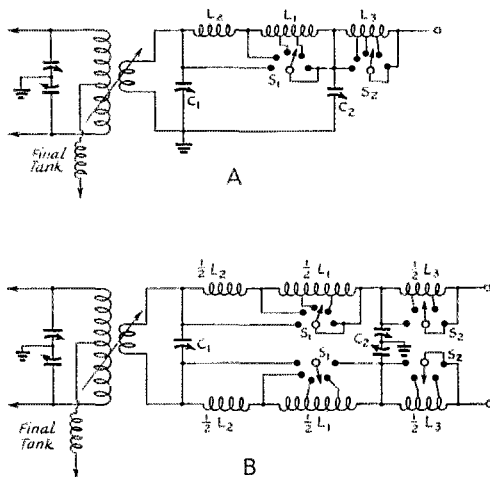 L₂ L₁ L₃
S₁ S₂
C₁ C₂
Final
Tank
A
½ L₂ ½ L₁ ½ L₃
S₁ S₂
C₁ C₂
S₁ S₂
½ L₂ ½ L₁ ½ L₃
Final
Tank
B